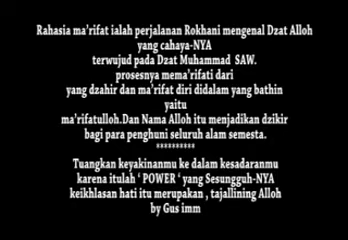 Rahasia ma'rifat ialah perjalanan Rokhani mengenal Dzat Alloh
yang cahaya-NYA
terwujud pada Dzat Muhammad SAW.
prosesnya mema'rifati dari
yang dzahir dan ma'rifat diri didalam yang bathin
yaitu
ma'rifatulloh.Dan Nama Alloh itu menjadikan dzikir
bagi para penghuni seluruh alam semesta.
**********
Tuangkan keyakinanmu ke dalam kesadaranmu
karena itulah ' POWER ' yang Sesungguh-NYA
keikhlasan hati itu merupakan , tajallining Alloh
by Gus imm